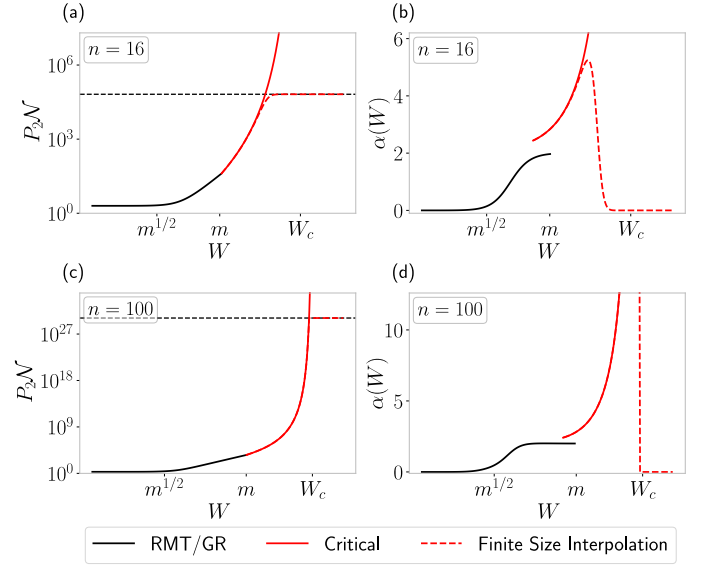 (a)
n = 16
10^6
10^3
10^0
P_2 𝒩
m^{1/2}
m
W_c
W
(b)
n = 16
6
4
2
0
α(W)
m^{1/2}
m
W_c
W
(c)
n = 100
10^{27}
10^{18}
10^9
10^0
P_2 𝒩
m^{1/2}
m
W_c
W
(d)
n = 100
10
5
0
α(W)
m^{1/2}
m
W_c
W
RMT/GR
Critical
Finite Size Interpolation